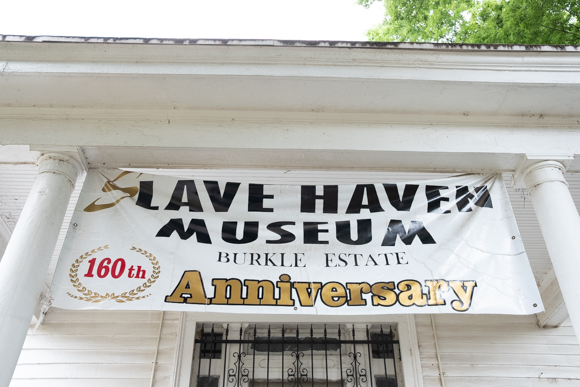 SLAVE HAVEN
MUSEUM
BURKLE ESTATE
160th
Anniversary